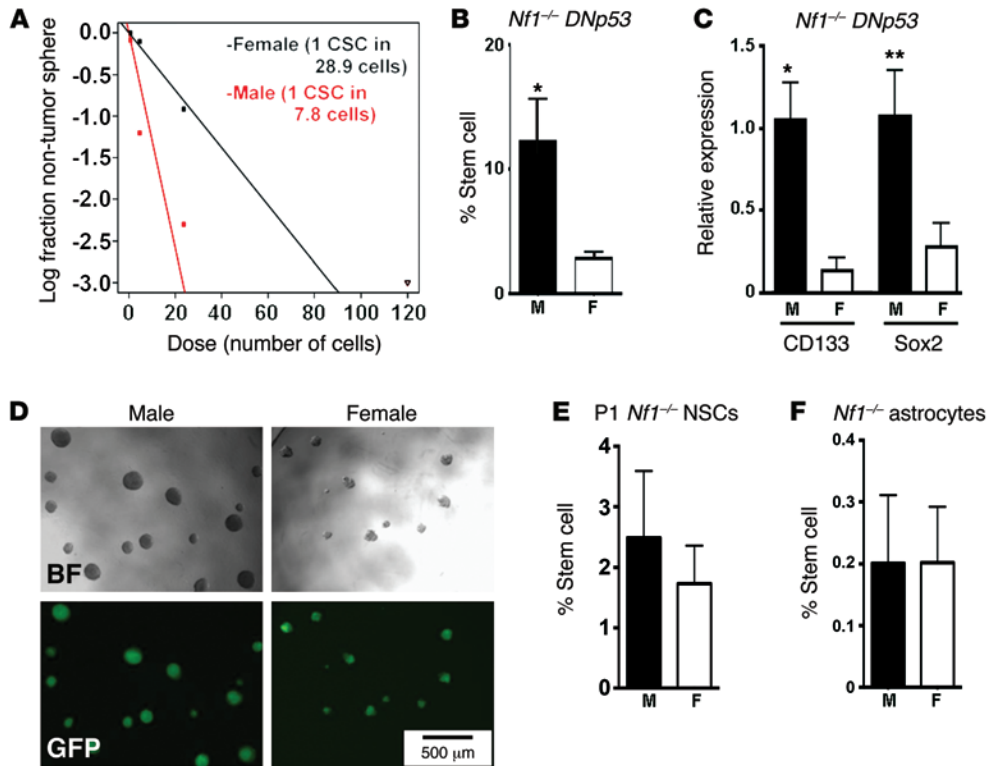 A
Log fraction non-tumor sphere
0.0
-0.5
-1.0
-1.5
-2.0
-2.5
-3.0
-Female (1 CSC in
28.9 cells)
-Male (1 CSC in
7.8 cells)
0 20 40 60 80 100 120
Dose (number of cells)
B
Nf1⁻/⁻ DNp53
% Stem cell
20
10
0
*
M F
C
Nf1⁻/⁻ DNp53
Relative expression
1.5
1.0
0.5
0
* **
M F M F
CD133 Sox2
D
Male Female
BF
GFP
500 µm
E
P1 Nf1⁻/⁻ NSCs
% Stem cell
4
3
2
1
0
M F
F
Nf1⁻/⁻ astrocytes
% Stem cell
0.4
0.3
0.2
0.1
0
M F